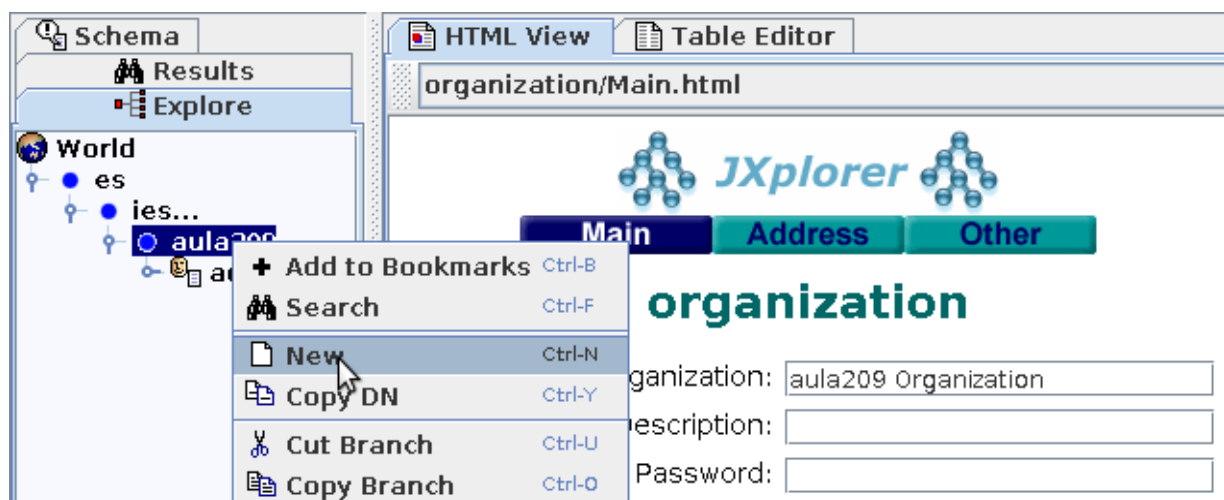 Schema
Results
Explore
World
es
ies...
aula209
Add to Bookmarks Ctrl-B
Search Ctrl-F
New Ctrl-N
Copy DN Ctrl-Y
Cut Branch Ctrl-U
Copy Branch Ctrl-O
HTML View Table Editor
organization/Main.html
JXplorer
Main Address Other
organization
ganization: aula209 Organization
escription:
Password: